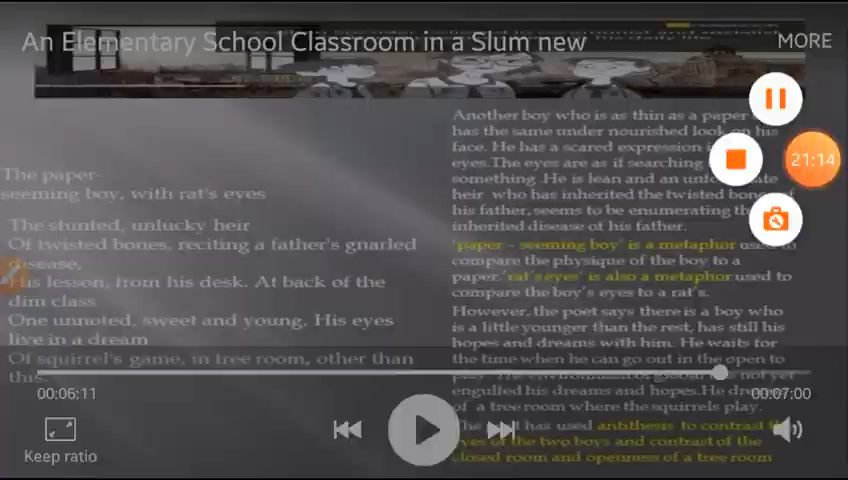 An Elementary School Classroom in a Slum new
MORE
21:14
The paper-
seeming boy, with rat's eyes
The stunted, unlucky heir
Of twisted bones, reciting a father's gnarled
disease,
His lesson, from his desk. At back of the
dim class
One unnoted, sweet and young, His eyes
live in a dream
Of squirrel's game, in tree room, other than
this.
Another boy who is as thin as a paper
has the same under nourished look on his
face. He has a scared expression
eyes.The eyes are as if searching
something .He is lean and an
heir who has inherited the twisted bones of
his father, seems to be enumerating the
inherited disease of his father.
'paper - seeming boy' is a metaphor used to
compare the physique of the boy to a
paper.'rat's eyes' is also a metaphor used to
compare the boy's eyes to a rat's.
However, the poet says there is a boy who
is a little younger than the rest, has still his
hopes and dreams with him. He waits for
the time when he can go out in the open to
not yet
engulfed his dreams and hopes.He
of a tree room where the squirrels play.
has used antithesis to contrast
eyes of the two boys and contrast of the
closed room and openness of a tree room
00:06:11
00:07:00
Keep ratio